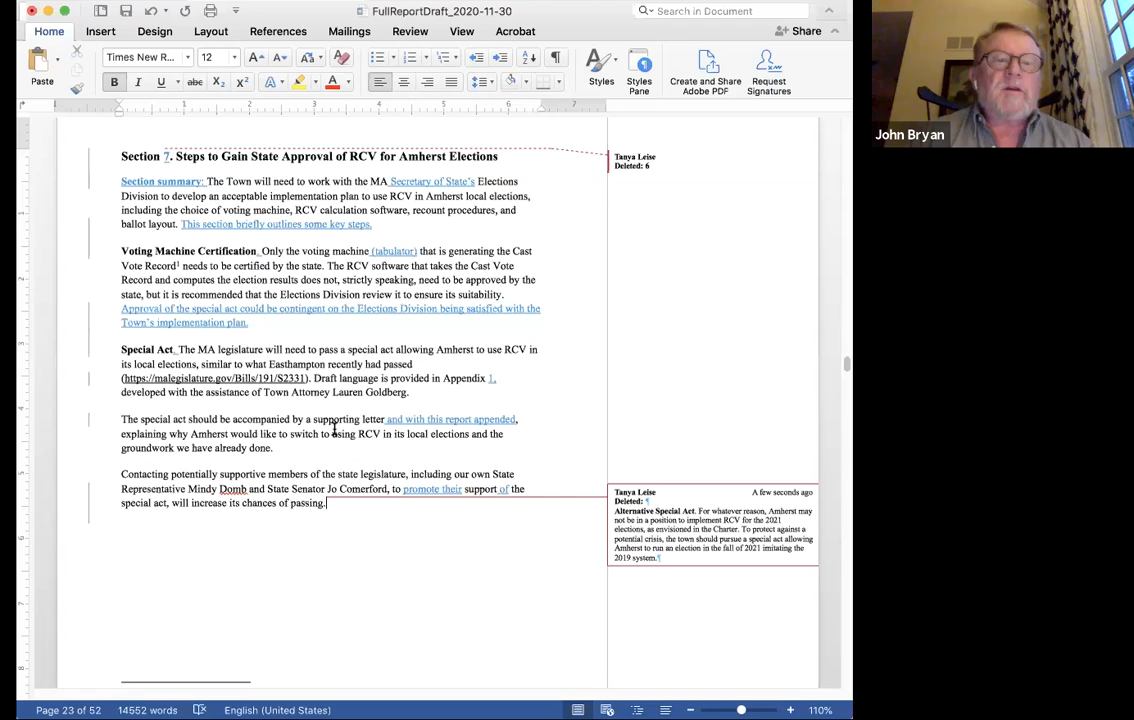 FullReportDraft_2020-11-30
Search in Document
Home Insert Design Layout References Mailings Review View Acrobat Share
Times New R... 12
Paste
B I U abc
Styles
Styles
Pane
Create and Share
Adobe PDF
Request
Signatures
John Bryan
1 2 3 4 5 6 7
Section 7. Steps to Gain State Approval of RCV for Amherst Elections
Section summary: The Town will need to work with the MA Secretary of State's Elections
Division to develop an acceptable implementation plan to use RCV in Amherst local elections,
including the choice of voting machine, RCV calculation software, recount procedures, and
ballot layout. This section briefly outlines some key steps.
Voting Machine Certification. Only the voting machine (tabulator) that is generating the Cast
Vote Record1 needs to be certified by the state. The RCV software that takes the Cast Vote
Record and computes the election results does not, strictly speaking, need to be approved by the
state, but it is recommended that the Elections Division review it to ensure its suitability.
Approval of the special act could be contingent on the Elections Division being satisfied with the
Town's implementation plan.
Special Act. The MA legislature will need to pass a special act allowing Amherst to use RCV in
its local elections, similar to what Easthampton recently had passed
(https://malegislature.gov/Bills/191/S2331). Draft language is provided in Appendix 1,
developed with the assistance of Town Attorney Lauren Goldberg.
The special act should be accompanied by a supporting letter and with this report appended,
explaining why Amherst would like to switch to using RCV in its local elections and the
groundwork we have already done.
Contacting potentially supportive members of the state legislature, including our own State
Representative Mindy Domb and State Senator Jo Comerford, to promote their support of the
special act, will increase its chances of passing.
Tanya Leise
Deleted: 6
Tanya Leise A few seconds ago
Deleted: ¶
Alternative Special Act. For whatever reason, Amherst may
not be in a position to implement RCV for the 2021
elections, as envisioned in the Charter. To protect against a
potential crisis, the town should pursue a special act allowing
Amherst to run an election in the fall of 2021 imitating the
2019 system.¶
Page 23 of 52 14552 words English (United States) 110%